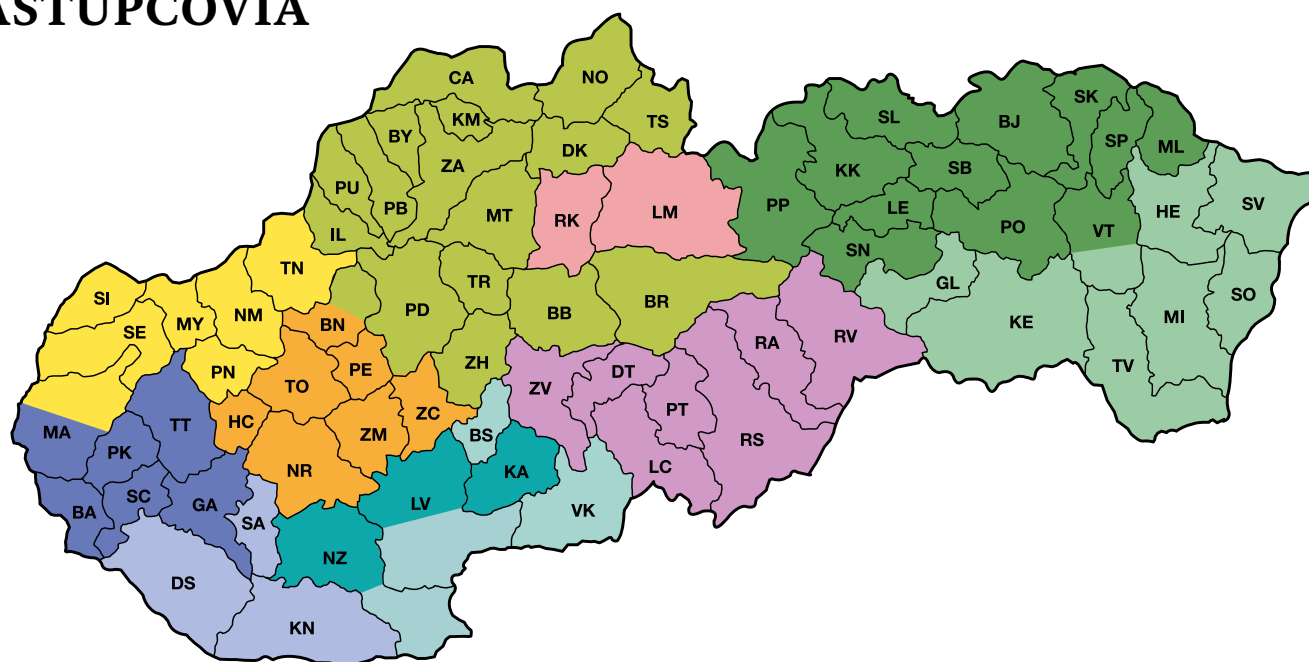 ÁSTUPCOVIA
CA
NO
KM
TS
BY
DK
ZA
PU
PB
MT
RK
LM
IL
SL
BJ
SK
SP
ML
KK
SB
PP
LE
PO
HE
SV
VT
SN
GL
TN
SI
SE
MY
NM
PD
TR
BB
BR
KE
MI
SO
BN
RA
RV
PN
TO
PE
ZH
ZV
DT
TV
MA
TT
HC
ZC
PT
PK
ZM
BS
RS
NR
KA
LC
BA
SC
GA
SA
LV
VK
NZ
DS
KN